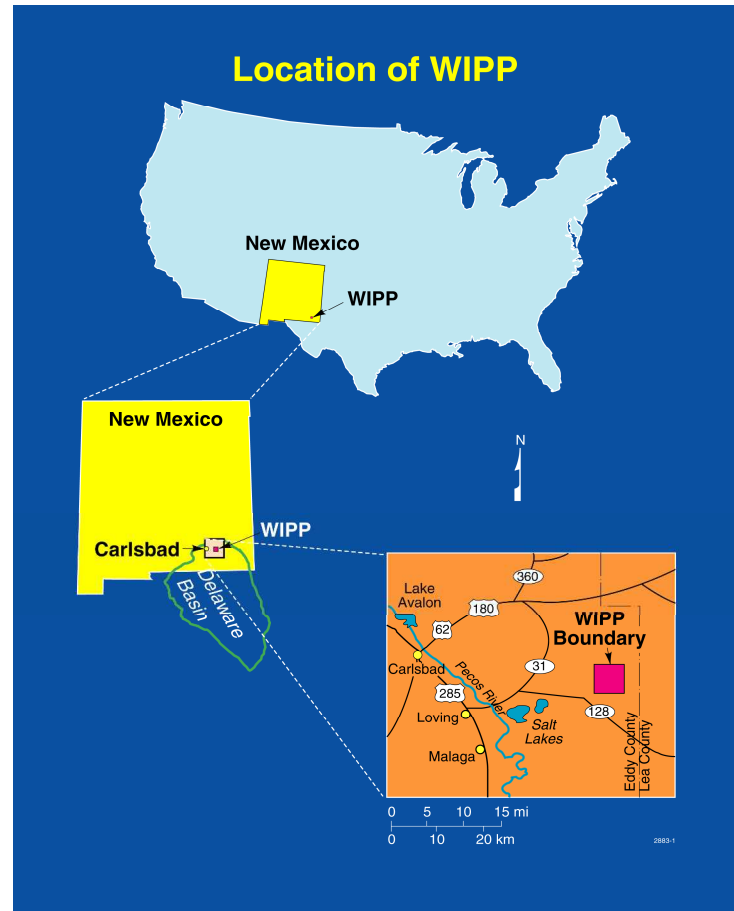 Location of WIPP
New Mexico
WIPP
New Mexico
N
WIPP
Carlsbad
Delaware
Basin
360
Lake
Avalon
180
WIPP
Boundary
62
Carlsbad
Pecos River
31
285
Loving
128
Salt
Lakes
Malaga
Eddy County
Lea County
0 5 10 15 mi
0 10 20 km
2883-1